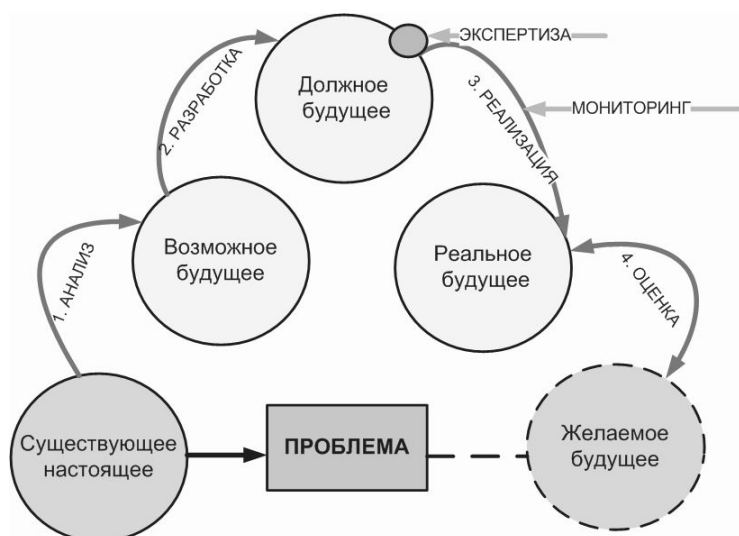 ЭКСПЕРТИЗА
2. РАЗРАБОТКА
Должное
будущее
3. РЕАЛИЗАЦИЯ
МОНИТОРИНГ
1. АНАЛИЗ
Возможное
будущее
Реальное
будущее
4. ОЦЕНКА
Существующее
настоящее
ПРОБЛЕМА
Желаемое
будущее